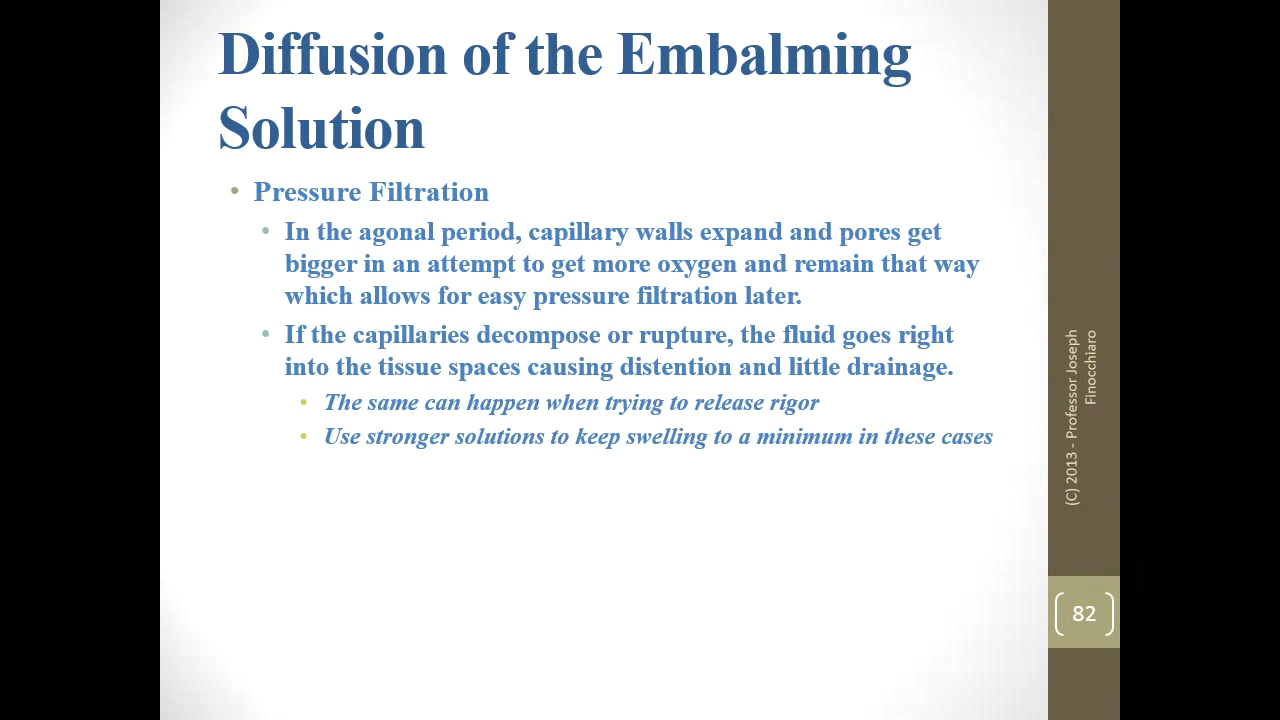 Diffusion of the Embalming
Solution
• Pressure Filtration
• In the agonal period, capillary walls expand and pores get
bigger in an attempt to get more oxygen and remain that way
which allows for easy pressure filtration later.
• If the capillaries decompose or rupture, the fluid goes right
into the tissue spaces causing distention and little drainage.
• The same can happen when trying to release rigor
• Use stronger solutions to keep swelling to a minimum in these cases
(C) 2013 - Professor Joseph
Finocchiaro
82